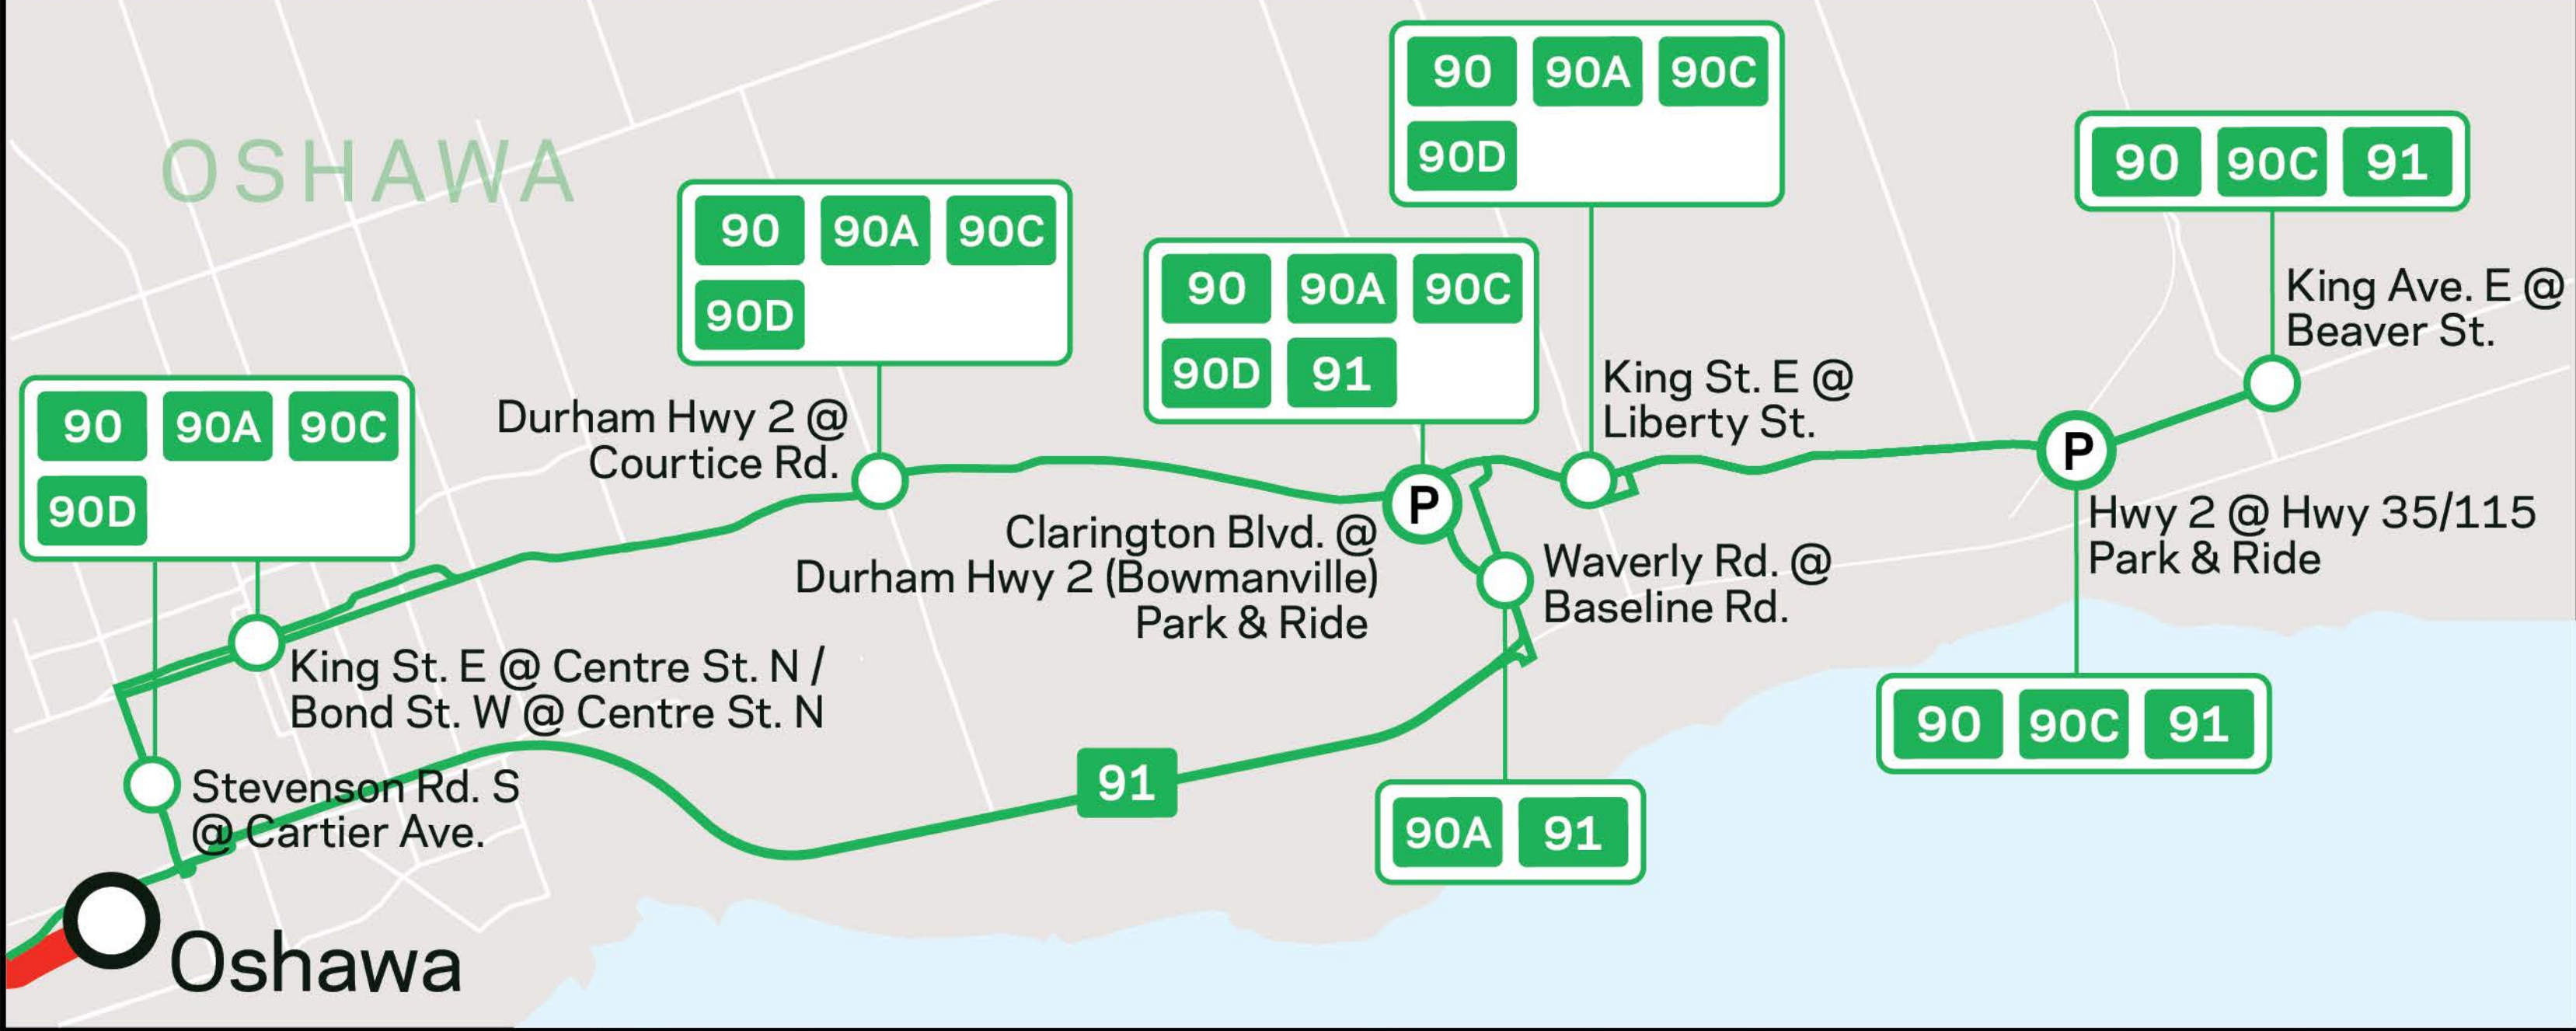 OSHAWA
90 90A 90C
90D
90 90A 90C
90D
90 90A 90C
90D 91
90 90A 90C
90D
90 90C 91
King Ave. E @
Beaver St.
Durham Hwy 2 @
Courtice Rd.
King St. E @
Liberty St.
P
P
Clarington Blvd. @
Durham Hwy 2 (Bowmanville)
Park & Ride
Waverly Rd. @
Baseline Rd.
Hwy 2 @ Hwy 35/115
Park & Ride
King St. E @ Centre St. N /
Bond St. W @ Centre St. N
90 90C 91
Stevenson Rd. S
@ Cartier Ave.
91
90A 91
Oshawa